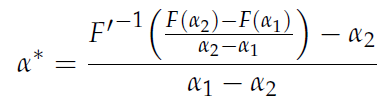 α* = (F′⁻¹((F(α₂)−F(α₁))/(α₂−α₁)) − α₂)/(α₁ − α₂)